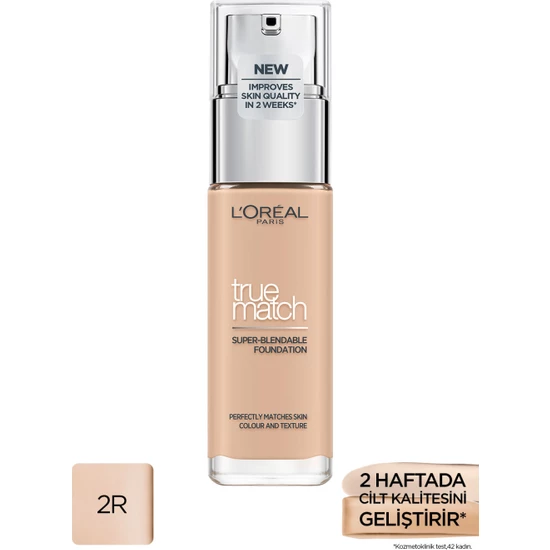 NEW
IMPROVES
SKIN QUALITY
IN 2 WEEKS*
L'ORÉAL
PARIS
true
match
SUPER-BLENDABLE
FOUNDATION
PERFECTLY MATCHES SKIN
COLOUR AND TEXTURE
2R
2 HAFTADA
CİLT KALİTESİNİ
GELİŞTİRİR*
*Kozmetoklinik test,42 kadın.